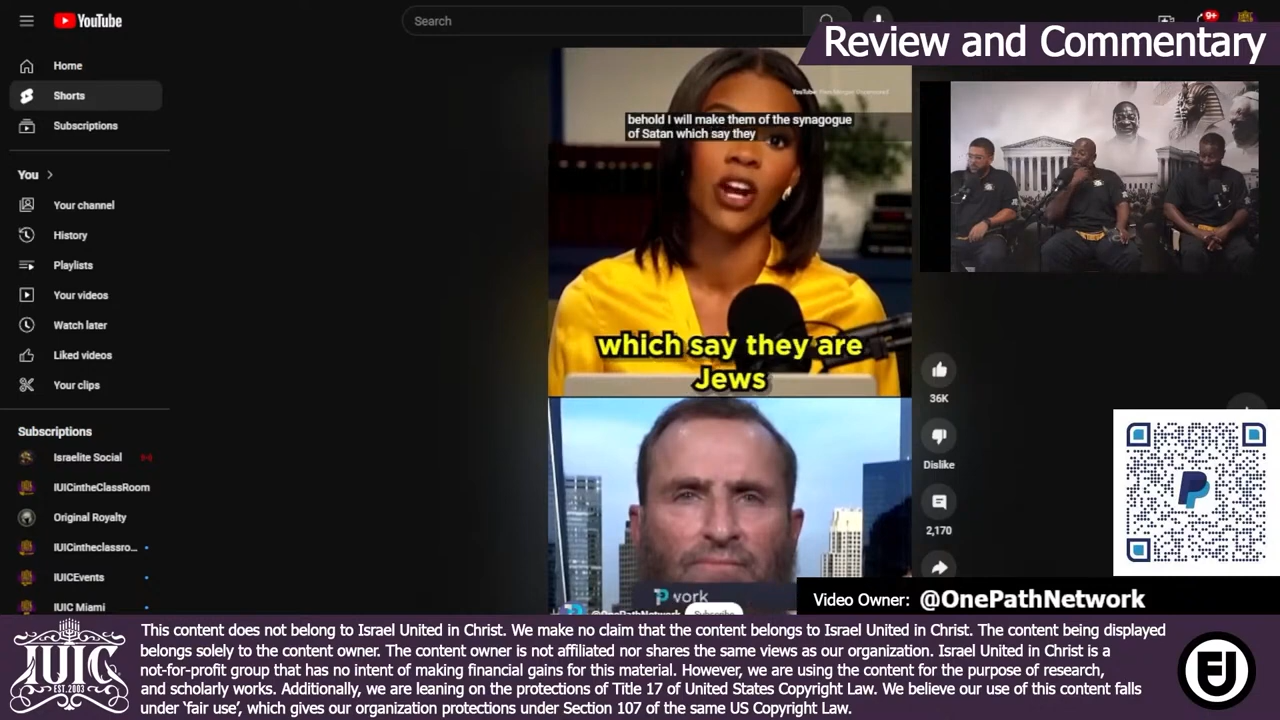 YouTube
Search
9+
Review and Commentary
Home
Shorts
Subscriptions
You
Your channel
History
Playlists
Your videos
Watch later
Liked videos
Your clips
Subscriptions
Israelite Social
IUICintheClassRoom
Original Royalty
IUICintheclassro...
IUICEvents
IUIC Miami
behold I will make them of the synagogue
of Satan which say they
which say they are
Jews
36K
Dislike
2,170
@OnePathNetwork
Subscribe
Video Owner: @OnePathNetwork
IUIC
EST. 2003
This content does not belong to Israel United in Christ. We make no claim that the content belongs to Israel United in Christ. The content being displayed
belongs solely to the content owner. The content owner is not affiliated nor shares the same views as our organization. Israel United in Christ is a
not-for-profit group that has no intent of making financial gains for this material. However, we are using the content for the purpose of research,
and scholarly works. Additionally, we are leaning on the protections of Title 17 of United States Copyright Law. We believe our use of this content falls
under 'fair use', which gives our organization protections under Section 107 of the same US Copyright Law.